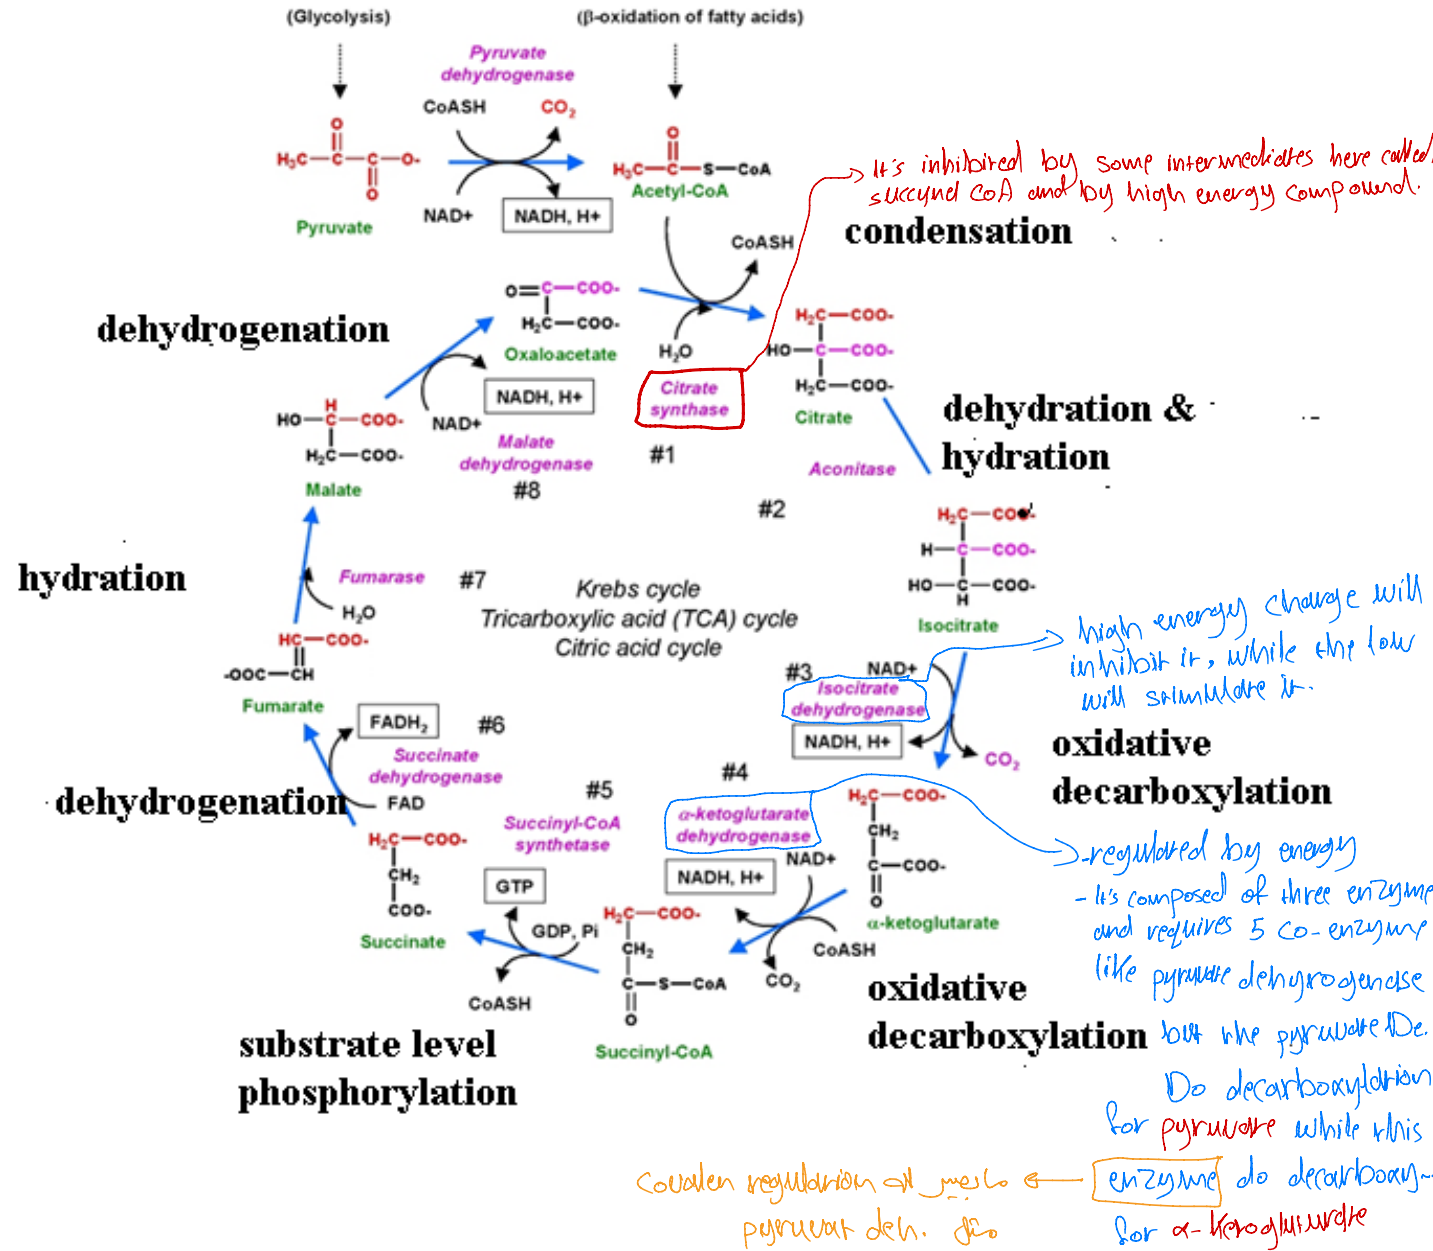 (Glycolysis)
(β-oxidation of fatty acids)
Pyruvate
dehydrogenase
CoASH
CO2
H3C—C—C—O-
O
O
NAD+
NADH, H+
Pyruvate
O
H3C—C—S—CoA
Acetyl-CoA
It's inhibired by some intermediates here called
succynel CoA and by high energy compound.
condensation
CoASH
O=C—COO-
H2C—COO-
Oxaloacetate
H2O
Citrate
synthase
#1
H2C—COO-
HO—C—COO-
H2C—COO-
Citrate
dehydrogenation
NADH, H+
NAD+
Malate
dehydrogenase
#8
H
HO—C—COO-
H2C—COO-
Malate
dehydration &
hydration
Aconitase
#2
H2C—COO-
H—C—COO-
HO—C—COO-
H
Isocitrate
hydration
Fumarase
#7
H2O
HC—COO-
-OOC—CH
Fumarate
Krebs cycle
Tricarboxylic acid (TCA) cycle
Citric acid cycle
high energy charge will
inhibit it, while the low
will stimulate it.
#3
NAD+
Isocitrate
dehydrogenase
NADH, H+
CO2
oxidative
decarboxylation
FADH2
#6
Succinate
dehydrogenase
FAD
dehydrogenation
H2C—COO-
CH2
COO-
Succinate
#5
Succinyl-CoA
synthetase
GTP
GDP, Pi
CoASH
substrate level
phosphorylation
#4
α-ketoglutarate
dehydrogenase
NADH, H+
NAD+
CoASH
CO2
H2C—COO-
CH2
C—COO-
O
α-ketoglutarate
H2C—COO-
CH2
C—S—CoA
O
Succinyl-CoA
oxidative
decarboxylation
-regulated by energy
- It's composed of three enzyme
and requires 5 co-enzyme
like pyruvate dehyrogenase
but the pyruvate De.
Do decarboxylation
for pyruvate while this
enzyme do decarboxy-
for α-ketoglutarate
Covalen regulation
pyruvat deh. مثل